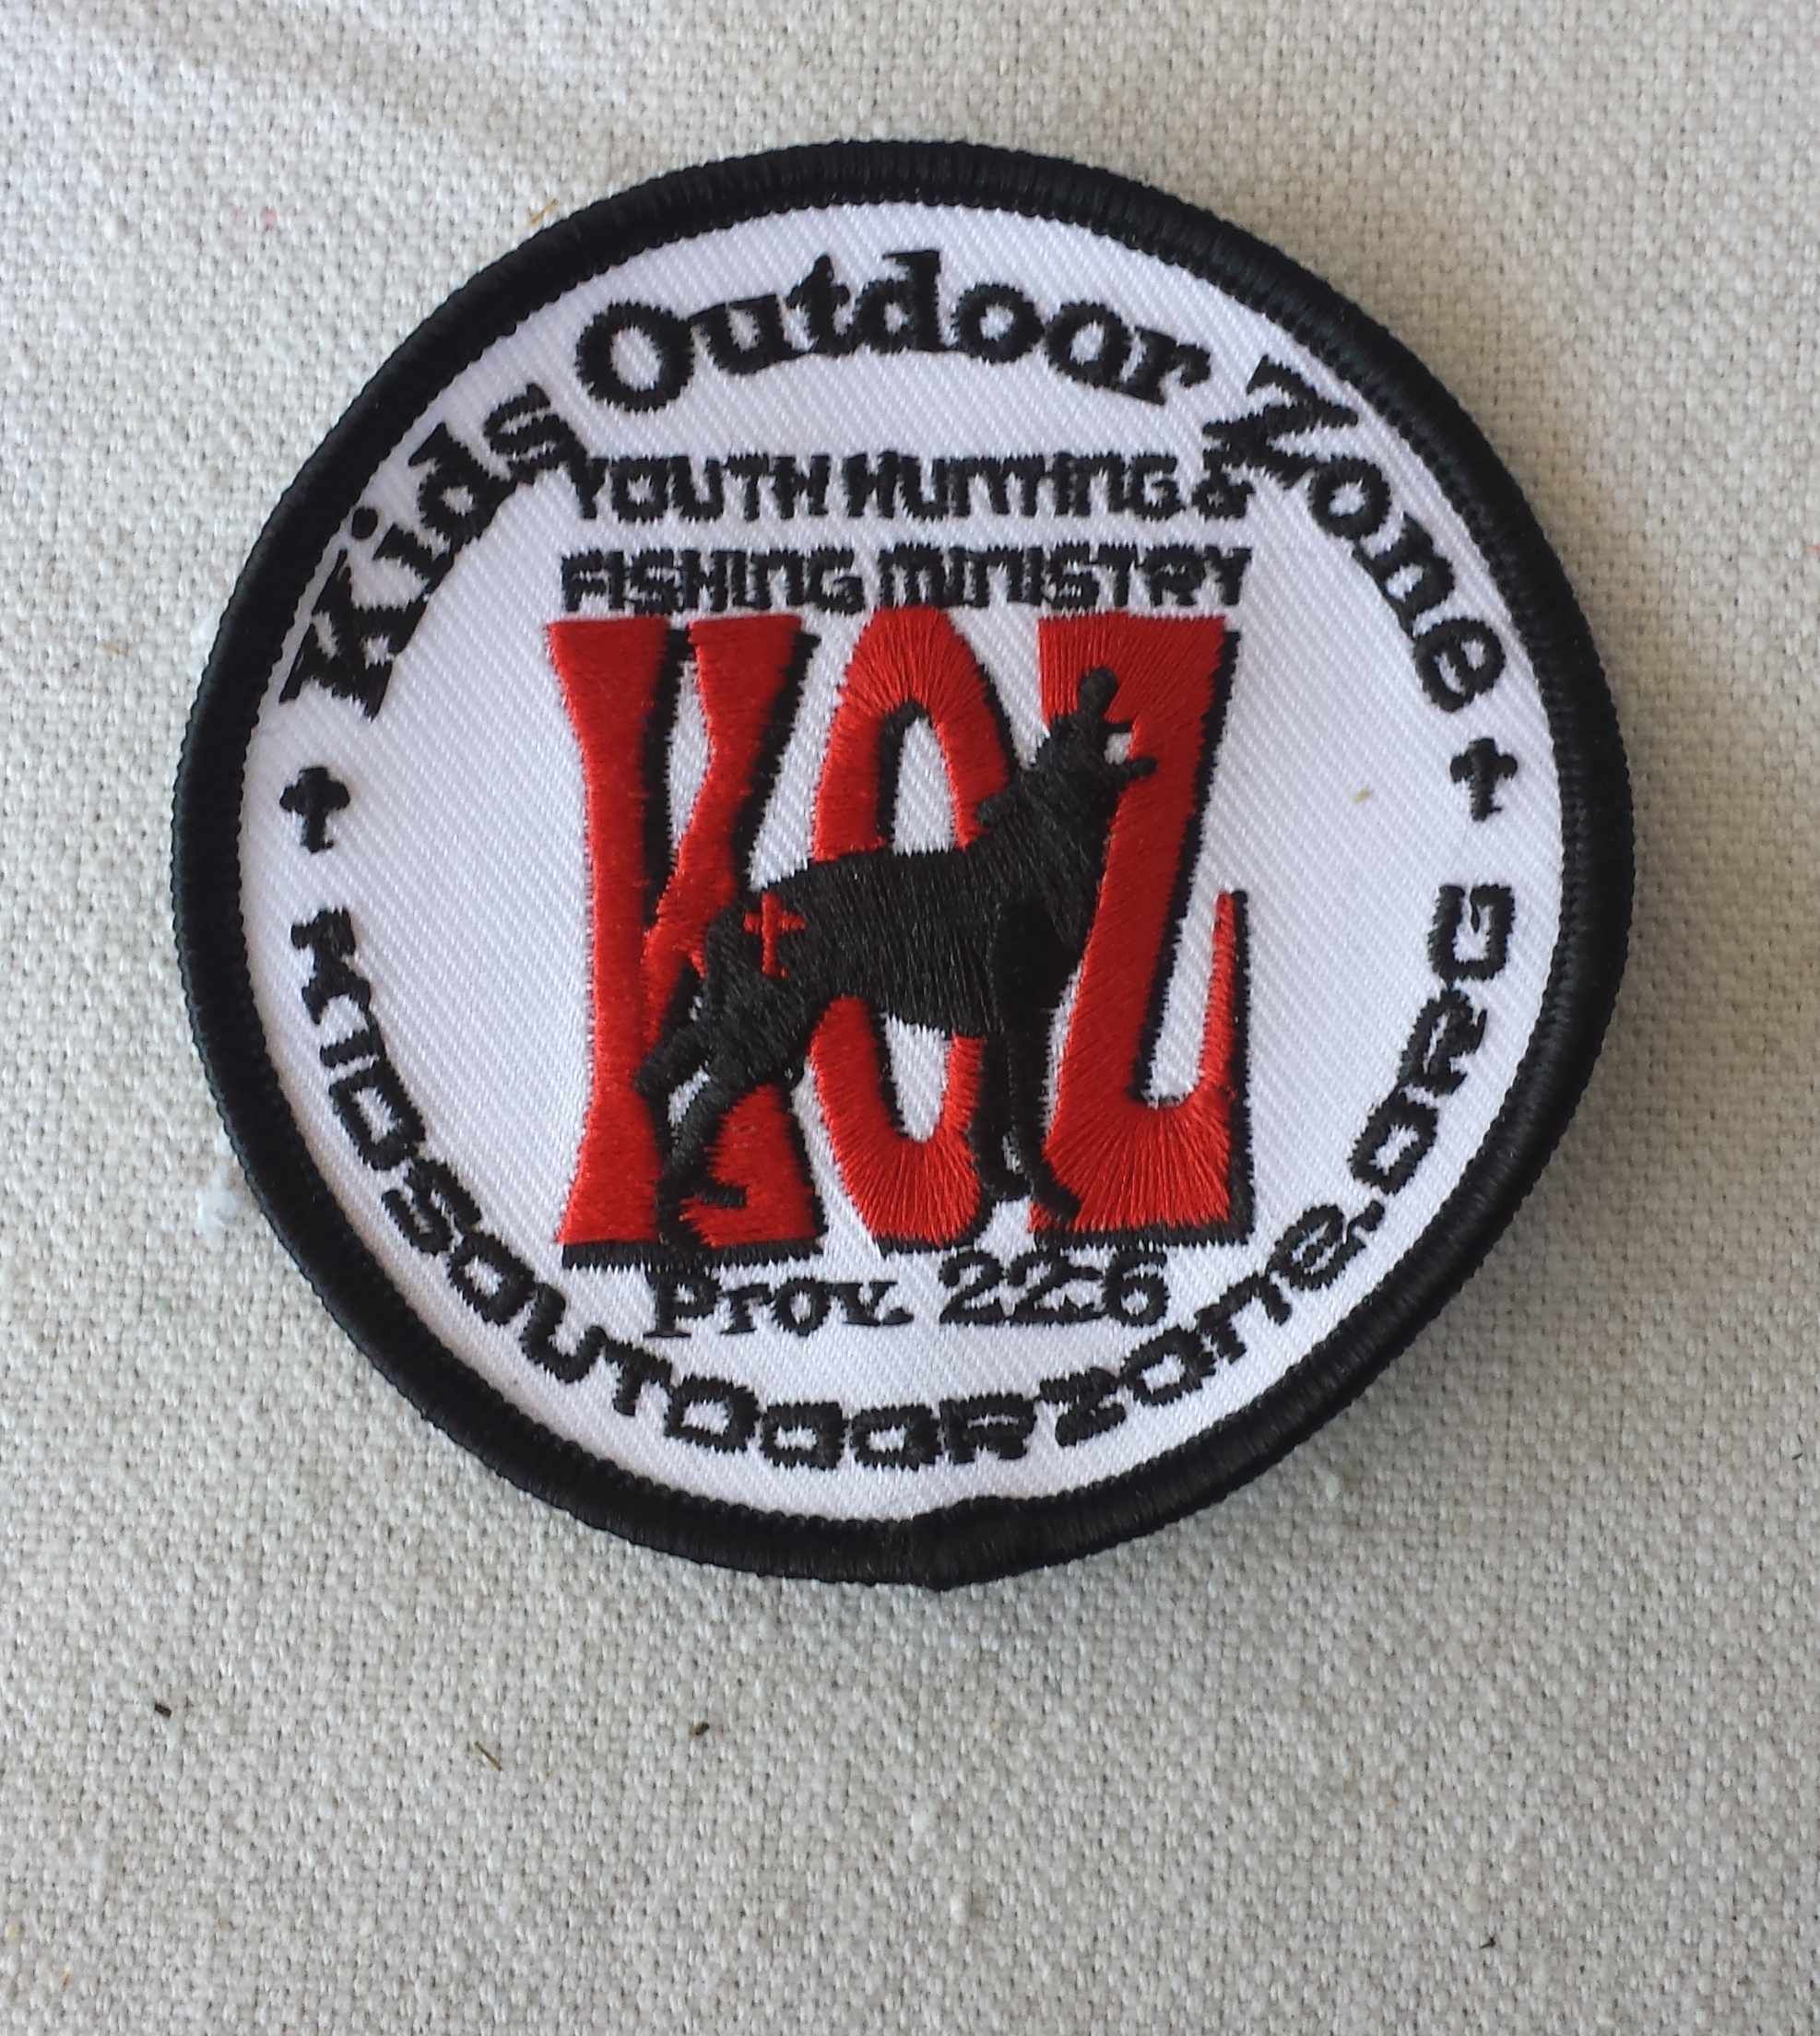 Kids Outdoor Zone
YOUTH HUNTING &
FISHING MINISTRY
KOZ
Prov. 22:6
KIDSOUTDOORZONE.ORG